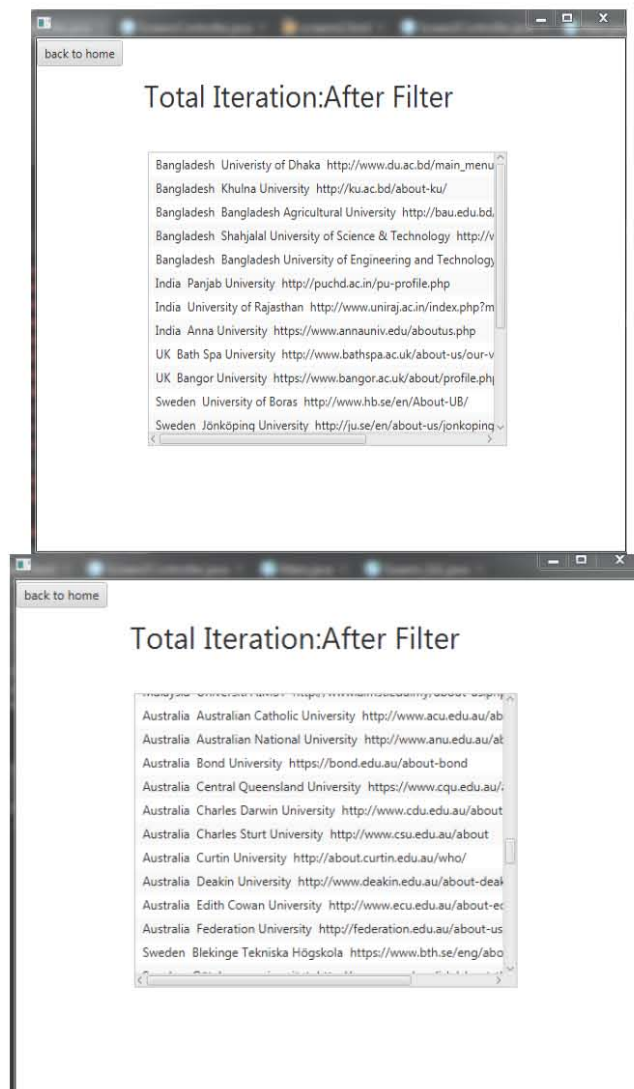 back to home
Total Iteration:After Filter
Bangladesh Univeristy of Dhaka http://www.du.ac.bd/main_menu
Bangladesh Khulna University http://ku.ac.bd/about-ku/
Bangladesh Bangladesh Agricultural University http://bau.edu.bd,
Bangladesh Shahjalal University of Science & Technology http://v
Bangladesh Bangladesh University of Engineering and Technology
India Panjab University http://puchd.ac.in/pu-profile.php
India University of Rajasthan http://www.uniraj.ac.in/index.php?m
India Anna University https://www.annauniv.edu/aboutus.php
UK Bath Spa University http://www.bathspa.ac.uk/about-us/our-v
UK Bangor University https://www.bangor.ac.uk/about/profile.php
Sweden University of Boras http://www.hb.se/en/About-UB/
Sweden Jönköping University http://ju.se/en/about-us/jonkoping
back to home
Total Iteration:After Filter
Australia Australian Catholic University http://www.acu.edu.au/ab
Australia Australian National University http://www.anu.edu.au/ab
Australia Bond University https://bond.edu.au/about-bond
Australia Central Queensland University https://www.cqu.edu.au/
Australia Charles Darwin University http://www.cdu.edu.au/about
Australia Charles Sturt University http://www.csu.edu.au/about
Australia Curtin University http://about.curtin.edu.au/who/
Australia Deakin University http://www.deakin.edu.au/about-deak
Australia Edith Cowan University http://www.ecu.edu.au/about-ec
Australia Federation University http://federation.edu.au/about-us
Sweden Blekinge Tekniska Högskola https://www.bth.se/eng/abo